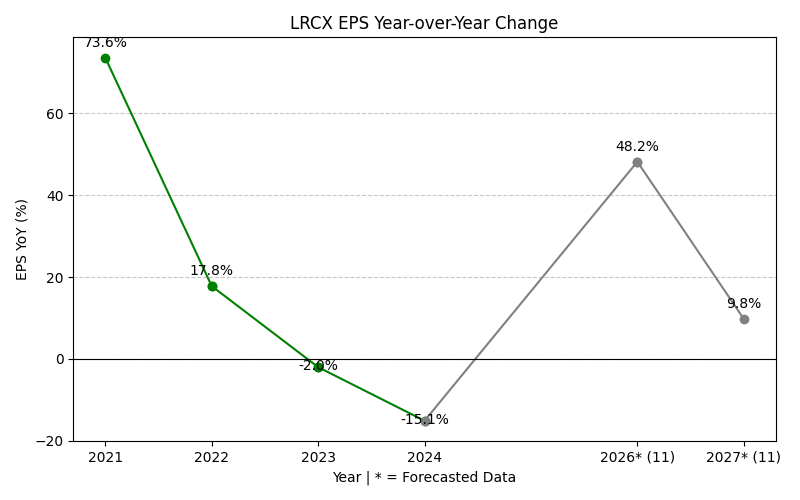 LRCX EPS Year-over-Year Change
73.6%
60
48.2%
40
EPS YoY (%)
20
17.8%
9.8%
0
-2.0%
-15.1%
−20
2021 2022 2023 2024 2026* (11) 2027* (11)
Year | * = Forecasted Data